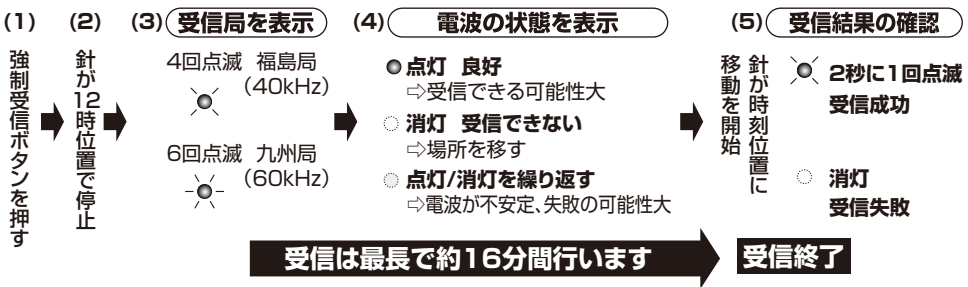 (1)
強制受信ボタンを押す
(2)
針が12時位置で停止
(3) 受信局を表示
4回点滅 福島局
(40kHz)
6回点滅 九州局
(60kHz)
(4) 電波の状態を表示
点灯 良好
⇨受信できる可能性大
消灯 受信できない
⇨場所を移す
点灯/消灯を繰り返す
⇨電波が不安定、失敗の可能性大
(5) 受信結果の確認
針が時刻位置に
移動を開始
2秒に1回点滅
受信成功
消灯
受信失敗
受信は最長で約16分間行います
受信終了